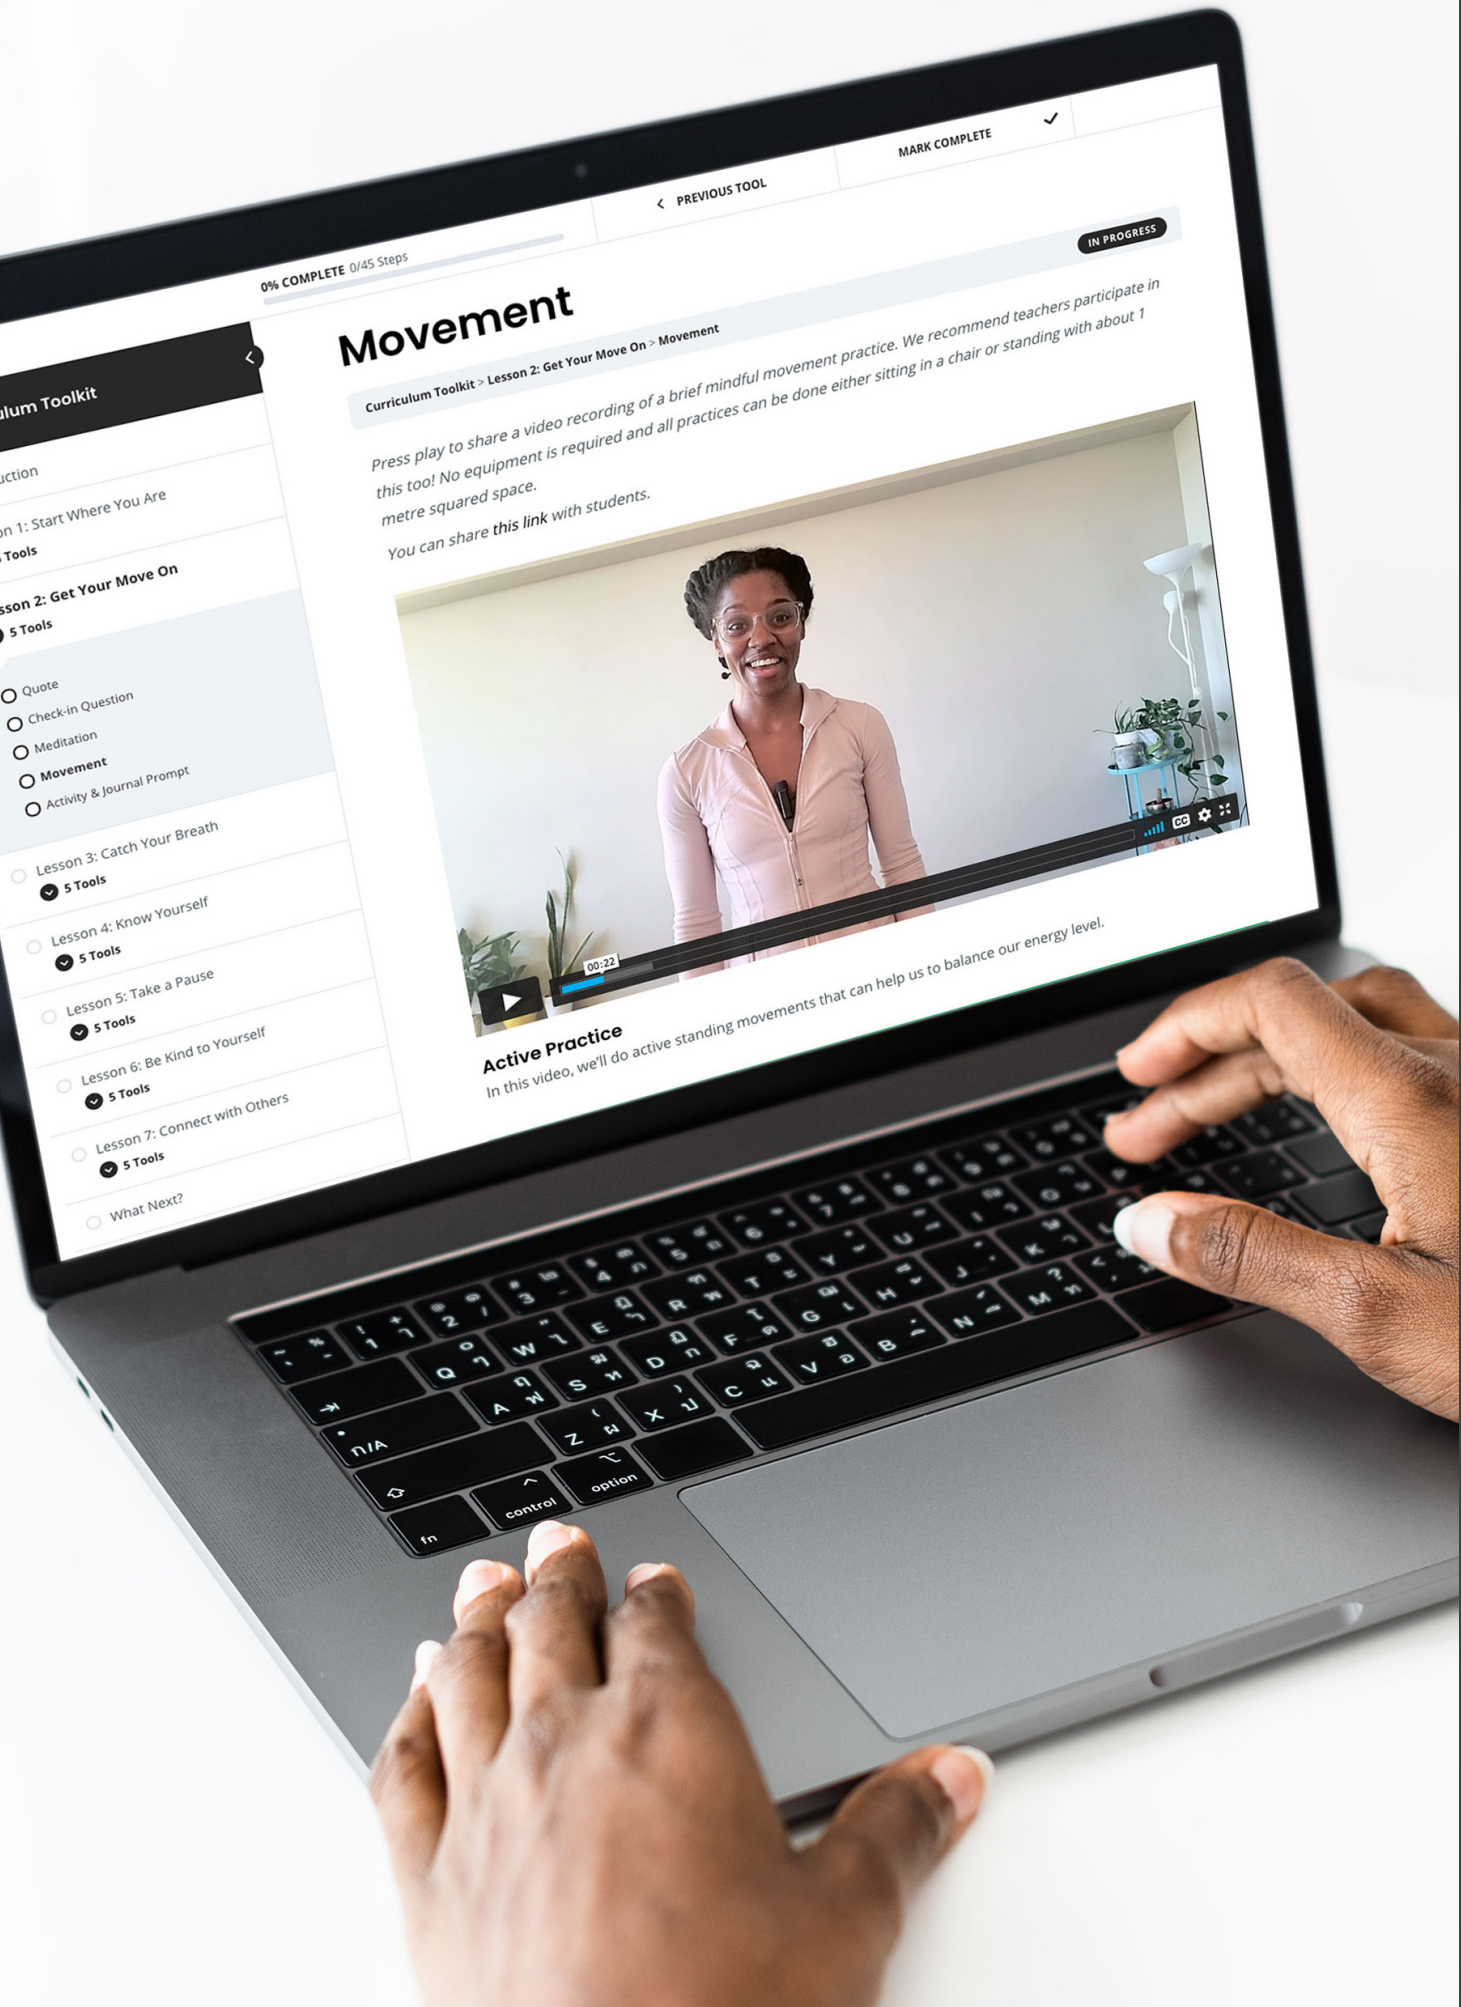 0% COMPLETE 0/45 Steps
PREVIOUS TOOL
MARK COMPLETE
Movement
IN PROGRESS
Curriculum Toolkit > Lesson 2: Get Your Move On > Movement
Press play to share a video recording of a brief mindful movement practice. We recommend teachers participate in
this too! No equipment is required and all practices can be done either sitting in a chair or standing with about 1
metre squared space.
You can share this link with students.
00:22
CC
Active Practice
In this video, we'll do active standing movements that can help us to balance our energy level.
Toolkit
1: Start Where You Are
Tools
2: Get Your Move On
5 Tools
Quote
Check-in Question
Meditation
Movement
Activity & Journal Prompt
Lesson 3: Catch Your Breath
5 Tools
Lesson 4: Know Yourself
5 Tools
Lesson 5: Take a Pause
5 Tools
Lesson 6: Be Kind to Yourself
5 Tools
Lesson 7: Connect with Others
5 Tools
What Next?
1 2 3 4 5 6 7
Q W E R T Y U
A S D F G H J K
Z X C V B N M
fn control option